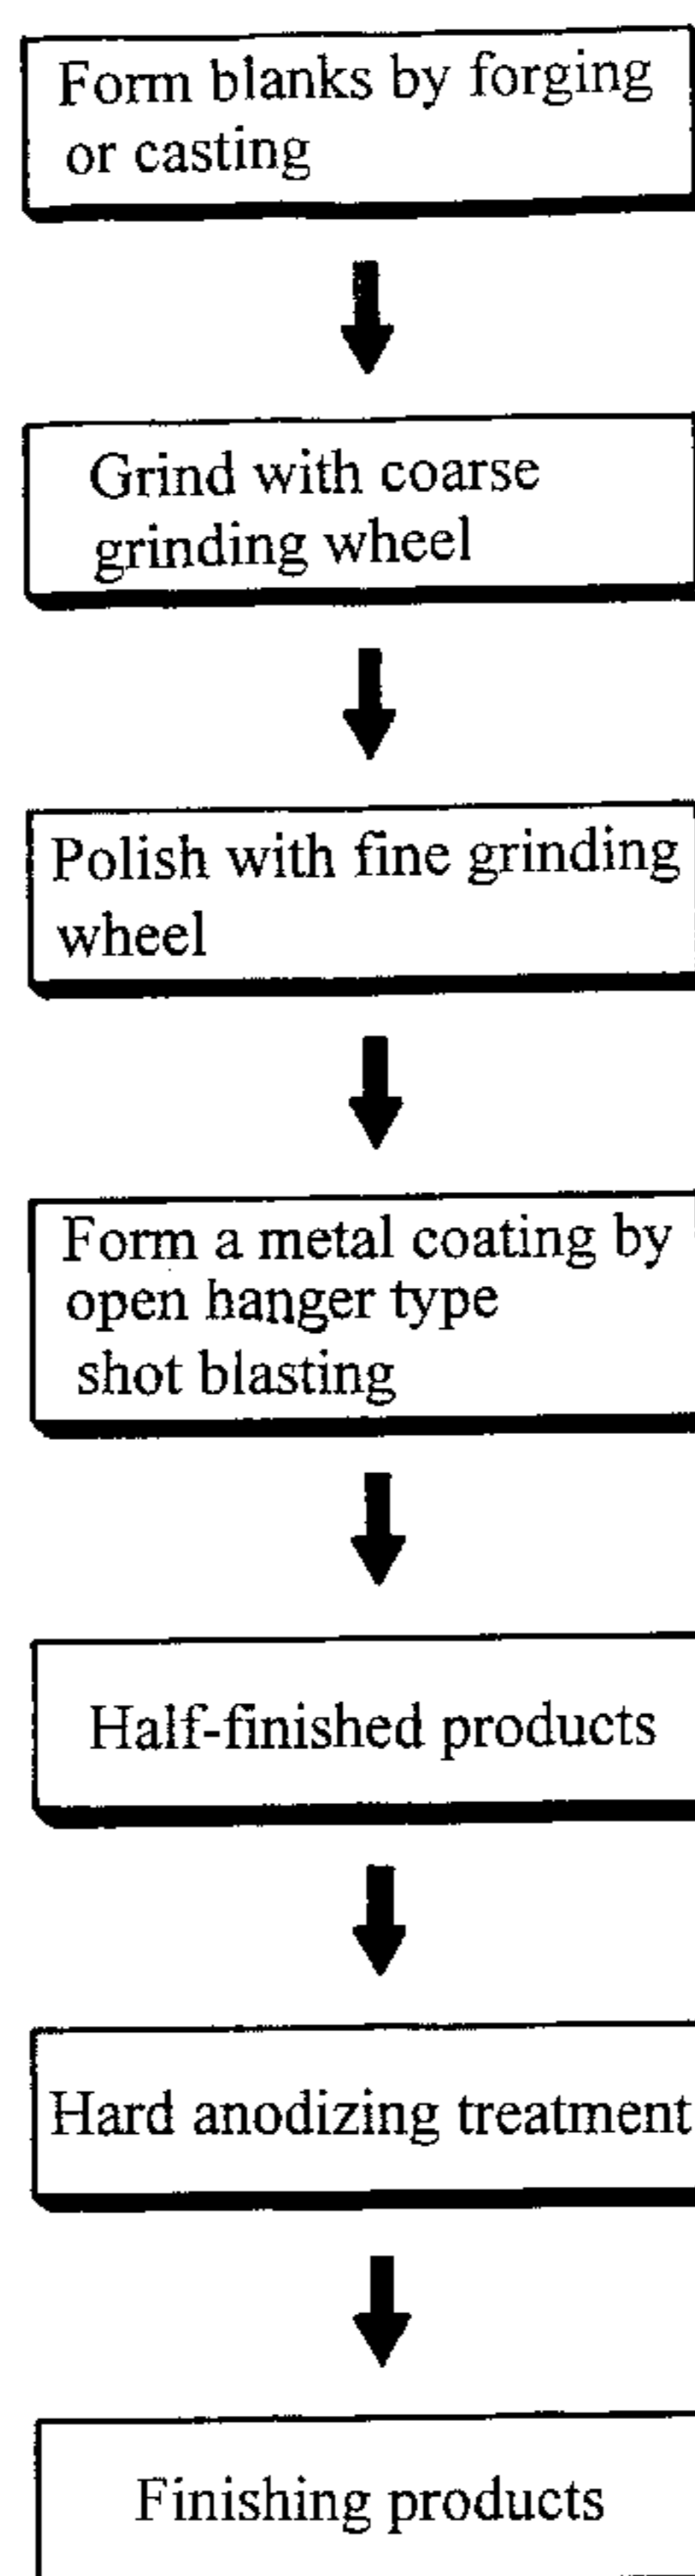 Form blanks by forging
or casting
Grind with coarse
grinding wheel
Polish with fine grinding
wheel
Form a metal coating by
open hanger type
shot blasting
Half-finished products
Hard anodizing treatment
Finishing products